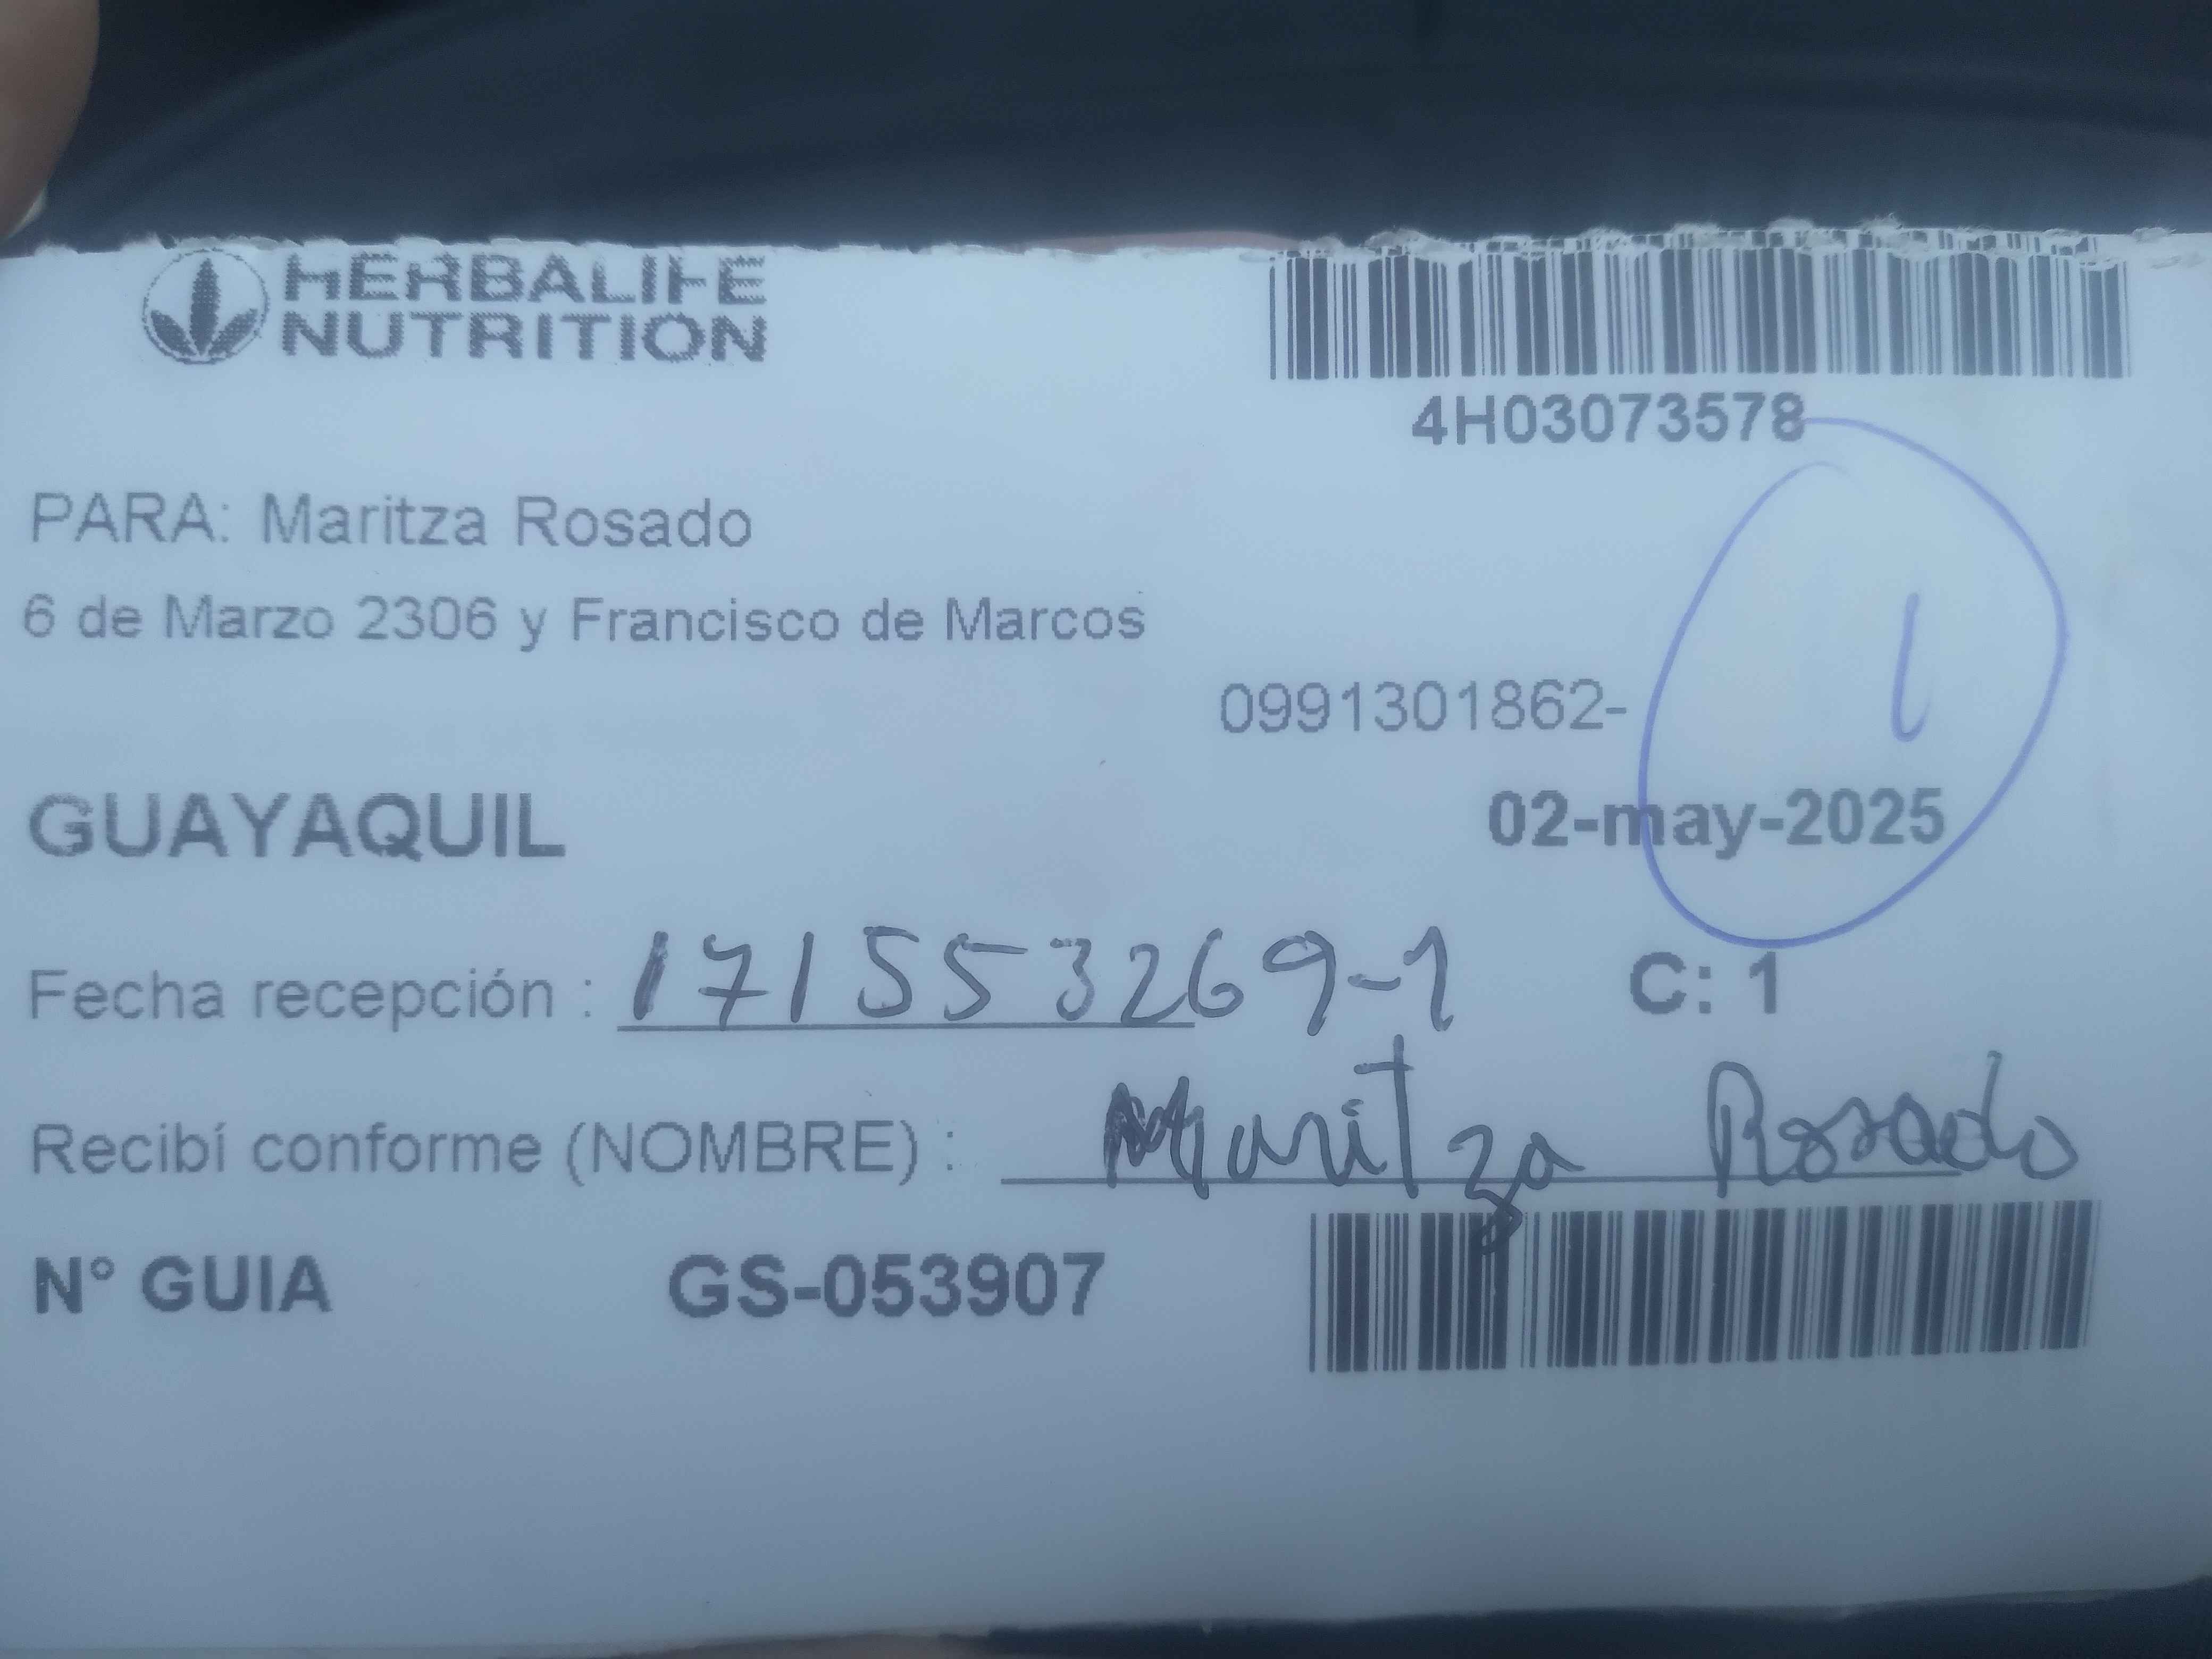 HERBALIFE
NUTRITION
4H03073578
PARA: Maritza Rosado
6 de Marzo 2306 y Francisco de Marcos
1
0991301862-
GUAYAQUIL
02-may-2025
Fecha recepción : 171553269-1
C: 1
Recibí conforme (NOMBRE) : Maritza Rosado
N° GUIA GS-053907